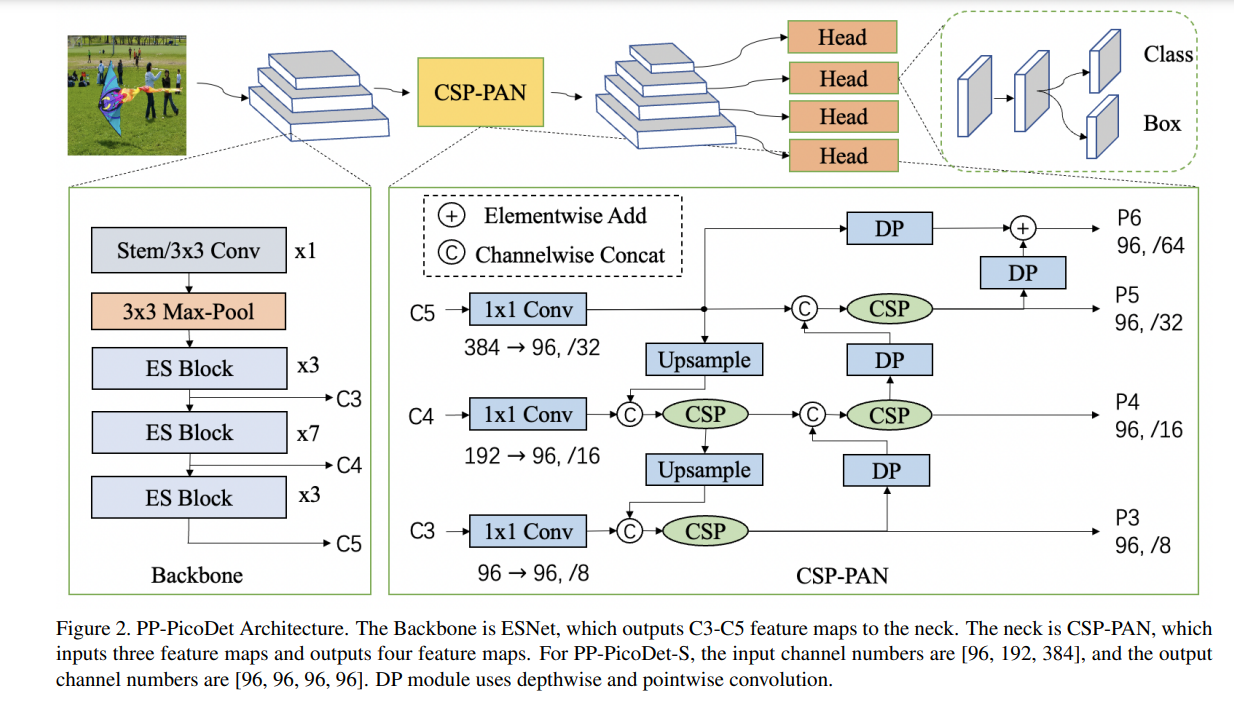 Head
Class
CSP-PAN
Head
Head
Box
Head
Stem/3x3 Conv x1
3x3 Max-Pool
ES Block x3
C3
ES Block x7
C4
ES Block x3
C5
Backbone
+ Elementwise Add
C Channelwise Concat
DP
+
P6
96, /64
DP
C5
1x1 Conv
C
CSP
P5
96, /32
384 → 96, /32
Upsample
DP
C4
1x1 Conv
C
CSP
C
CSP
P4
96, /16
192 → 96, /16
Upsample
DP
C3
1x1 Conv
C
CSP
P3
96, /8
96 → 96, /8
CSP-PAN
Figure 2. PP-PicoDet Architecture. The Backbone is ESNet, which outputs C3-C5 feature maps to the neck. The neck is CSP-PAN, which
inputs three feature maps and outputs four feature maps. For PP-PicoDet-S, the input channel numbers are [96, 192, 384], and the output
channel numbers are [96, 96, 96, 96]. DP module uses depthwise and pointwise convolution.